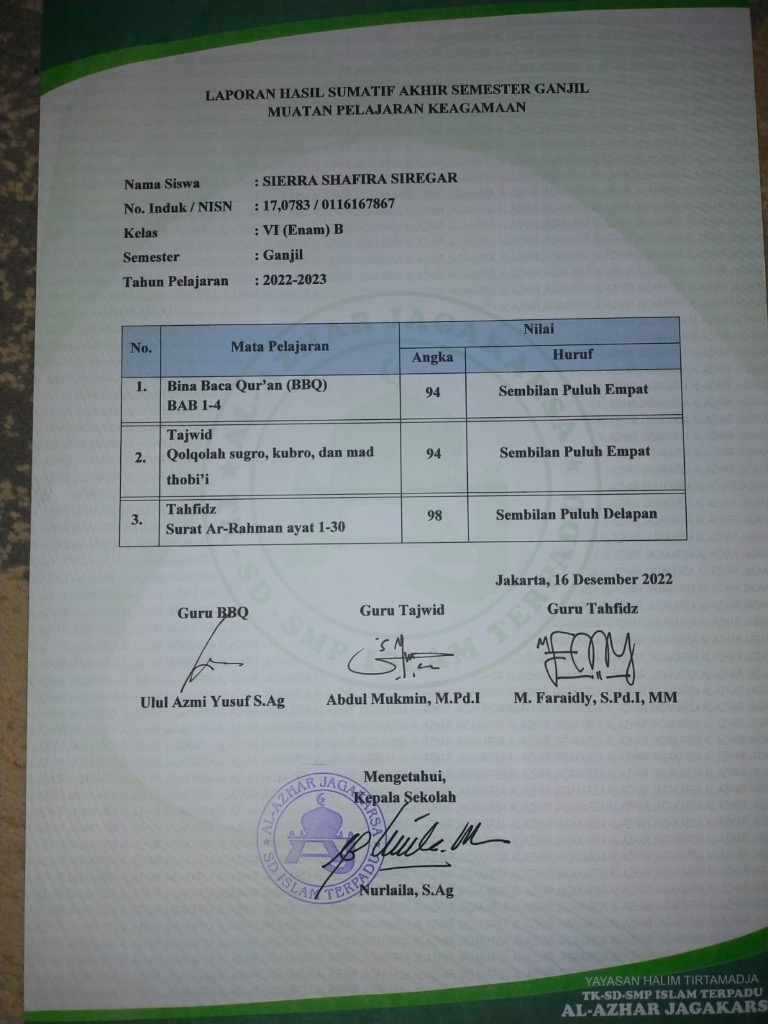 LAPORAN HASIL SUMATIF AKHIR SEMESTER GANJIL
MUATAN PELAJARAN KEAGAMAAN
Nama Siswa : SIERRA SHAFIRA SIREGAR
No. Induk / NISN : 17,0783 / 0116167867
Kelas : VI (Enam) B
Semester : Ganjil
Tahun Pelajaran : 2022-2023
No. Mata Pelajaran Nilai
Angka Huruf
1. Bina Baca Qur'an (BBQ) 94 Sembilan Puluh Empat
BAB 1-4
Tajwid
2. Qolqolah sugro, kubro, dan mad 94 Sembilan Puluh Empat
thobi'i
3. Tahfidz 98 Sembilan Puluh Delapan
Surat Ar-Rahman ayat 1-30
Jakarta, 16 Desember 2022
Guru BBQ Guru Tajwid Guru Tahfidz
Ulul Azmi Yusuf S.Ag Abdul Mukmin, M.Pd.I M. Faraidly, S.Pd.I, MM
Mengetahui,
Kepala Sekolah
AL-AZHAR JAGAKARSA
SD ISLAM TERPADU
Nurlaila, S.Ag
YAYASAN HALIM TIRTAMADJA
TK-SD-SMP ISLAM TERPADU
AL-AZHAR JAGAKARS